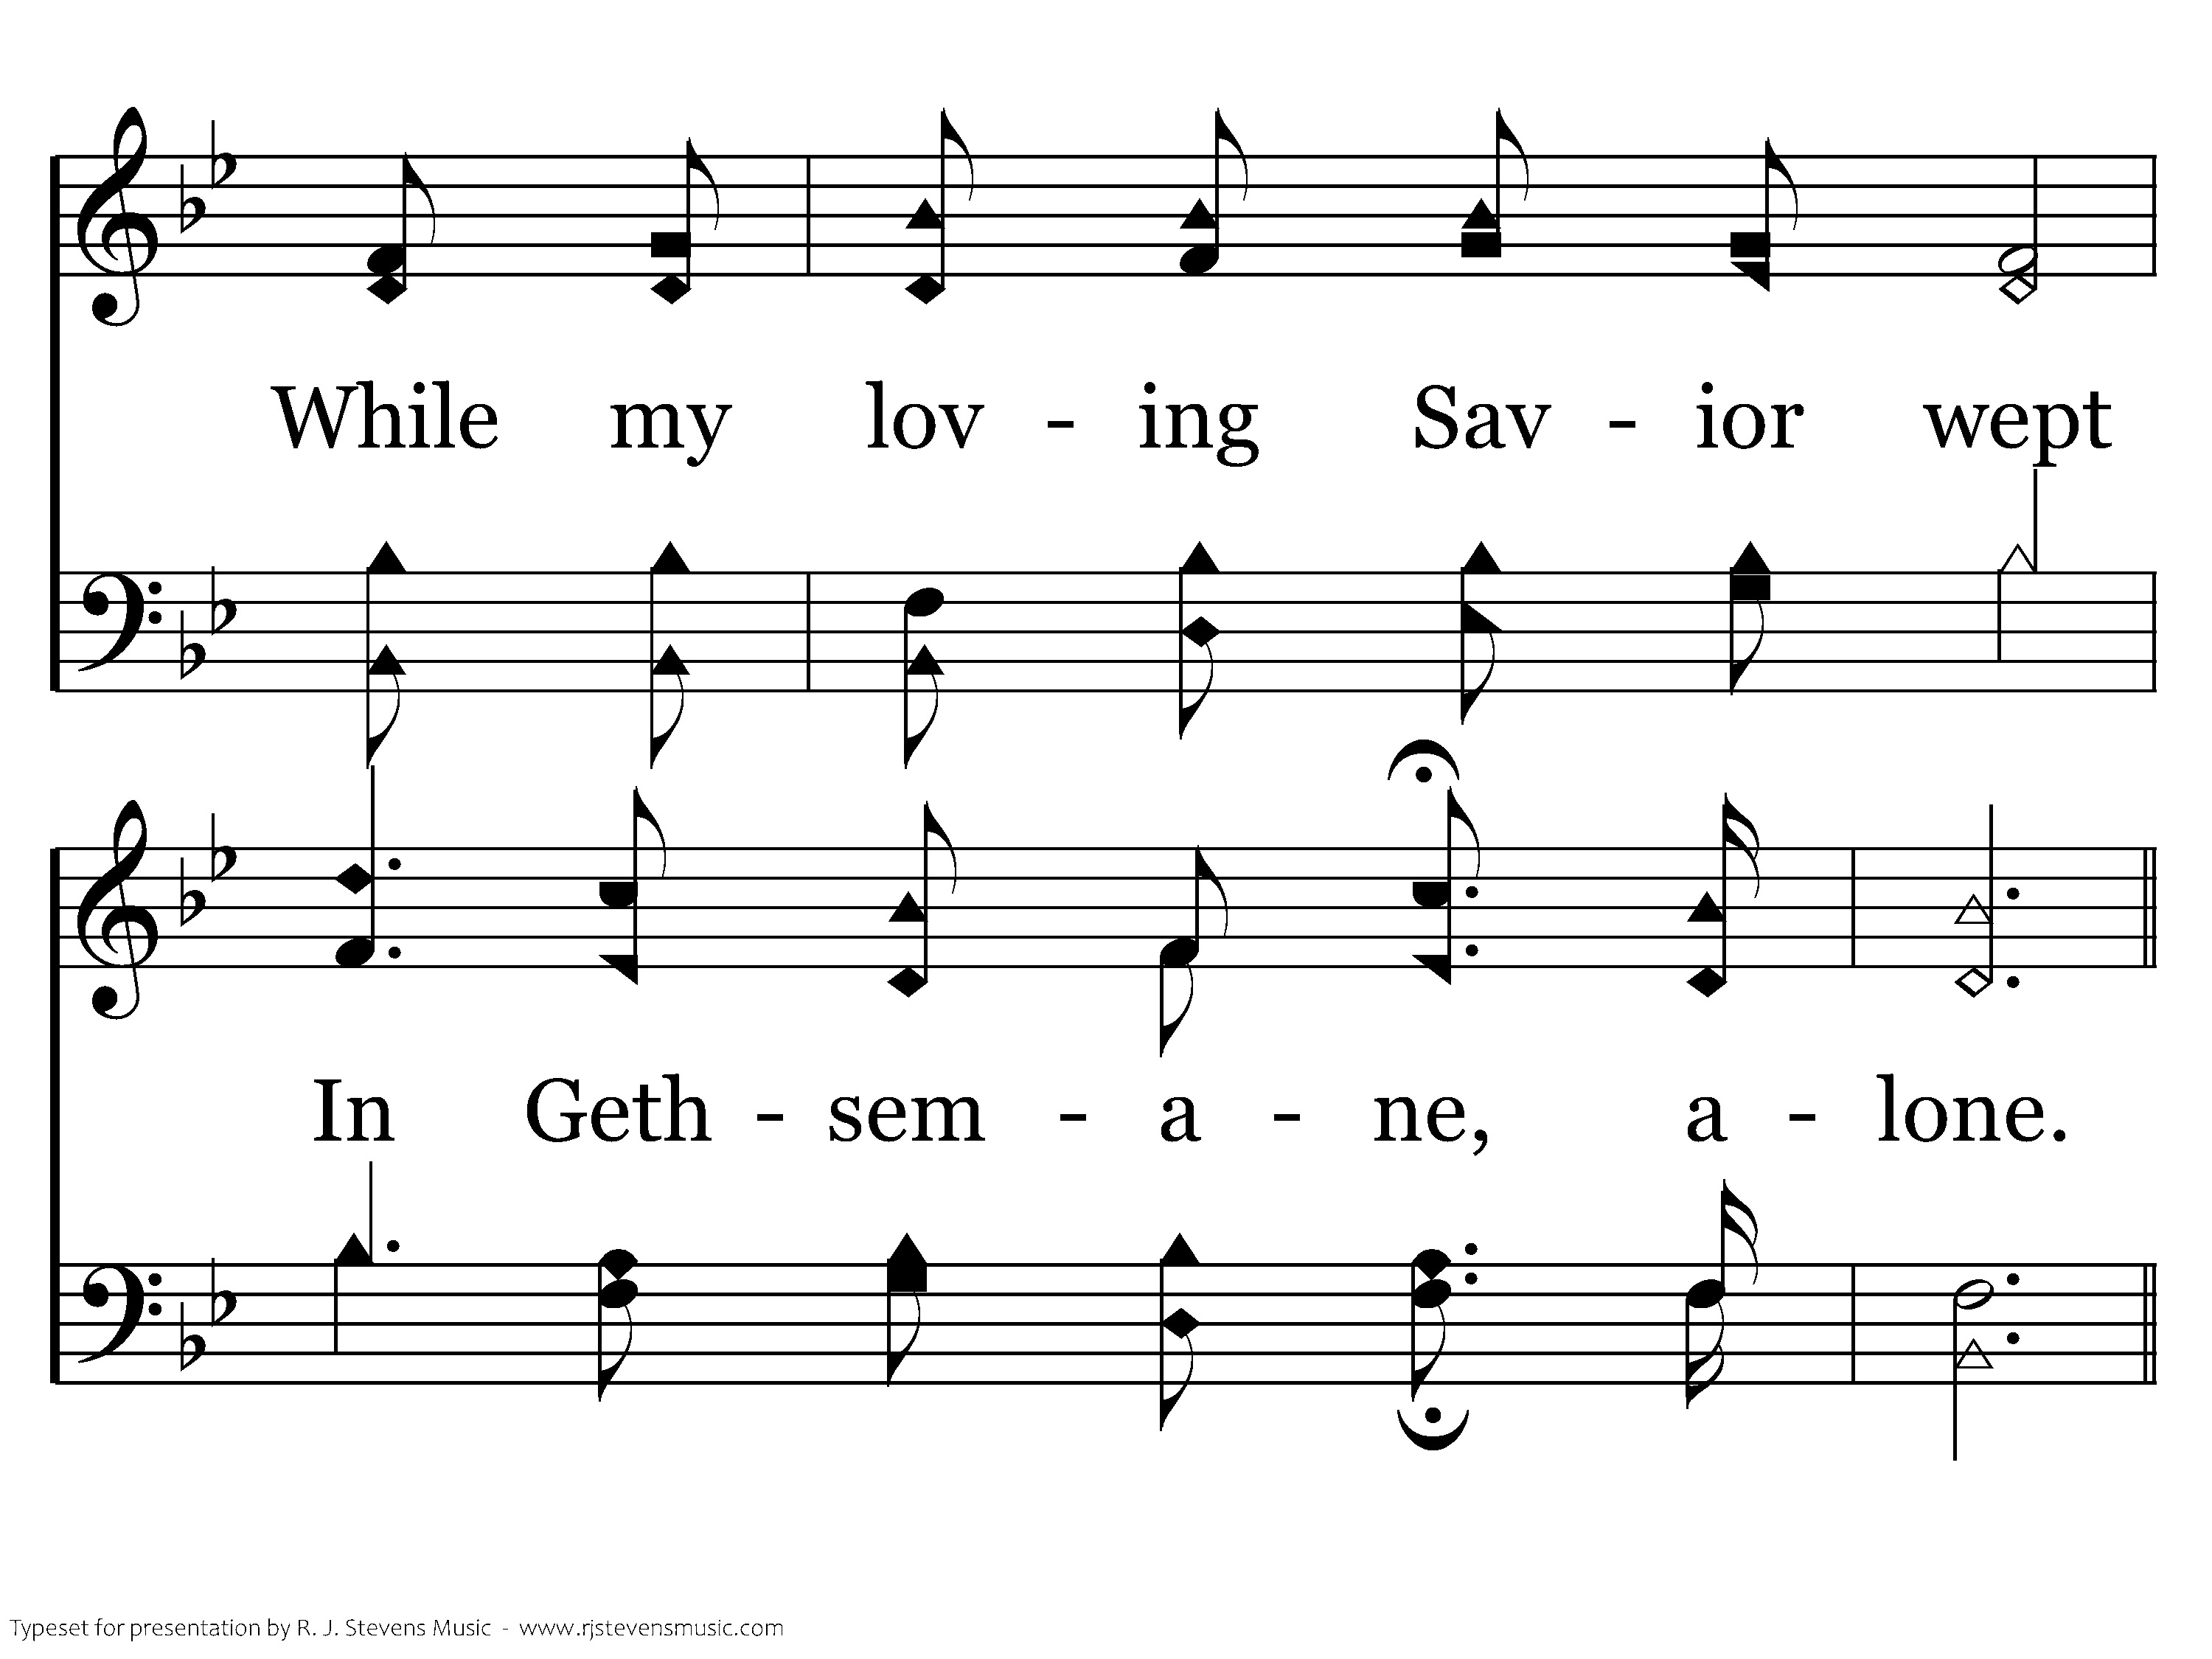 While my lov - ing Sav - ior wept
In Geth - sem - a - ne, a - lone.
Typeset for presentation by R. J. Stevens Music - www.rjstevensmusic.com